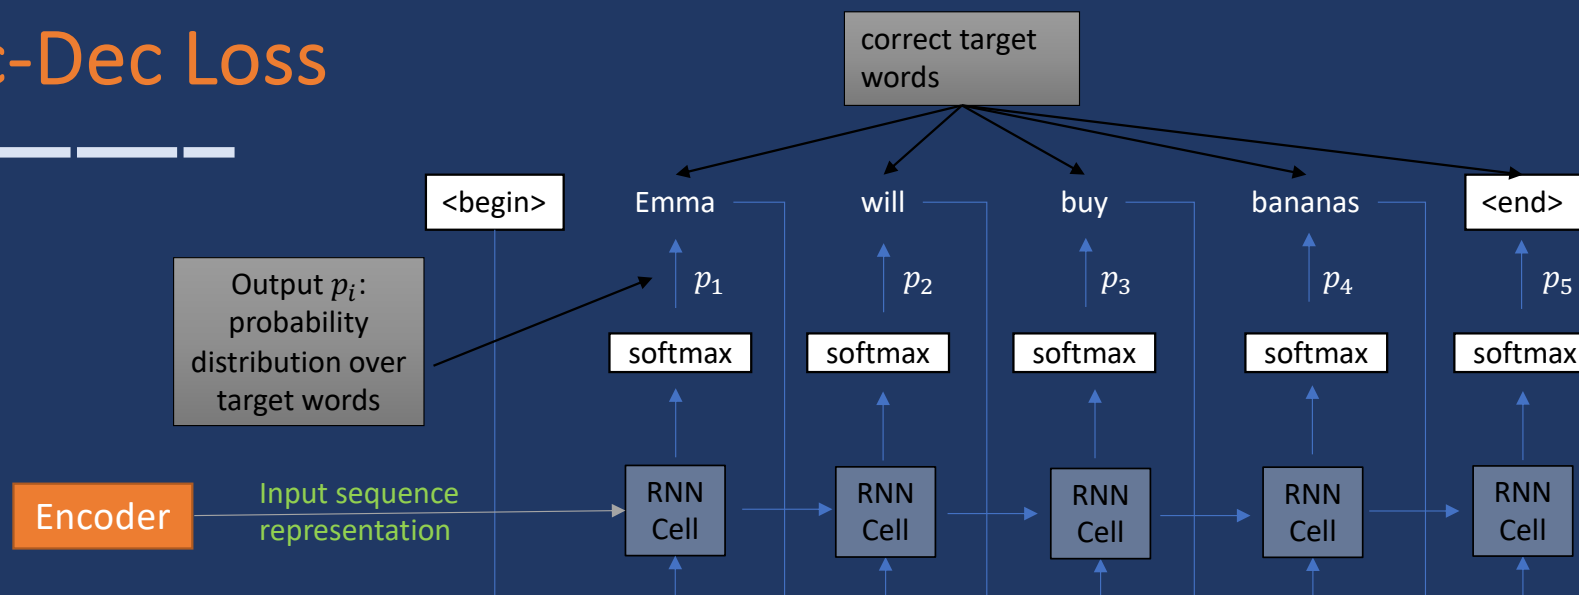 c-Dec Loss
correct target
words
<begin>
Emma
will
buy
bananas
<end>
Output pᵢ:
probability
distribution over
target words
p₁
p₂
p₃
p₄
p₅
softmax
softmax
softmax
softmax
softmax
Encoder
Input sequence
representation
RNN
Cell
RNN
Cell
RNN
Cell
RNN
Cell
RNN
Cell